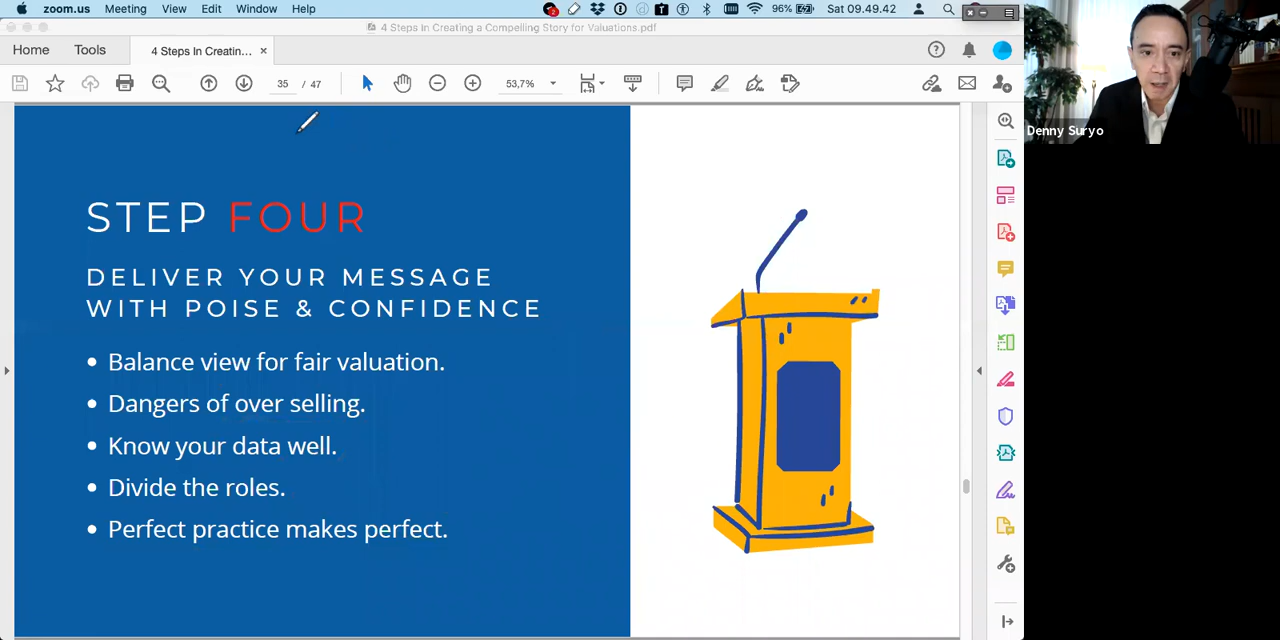 zoom.us Meeting View Edit Window Help 2 96% Sat 09.49.42
4 Steps In Creating a Compelling Story for Valuations.pdf
Home Tools 4 Steps In Creatin... ×
35 / 47 53,7%
Denny Suryo
STEP FOUR
DELIVER YOUR MESSAGE
WITH POISE & CONFIDENCE
• Balance view for fair valuation.
• Dangers of over selling.
• Know your data well.
• Divide the roles.
• Perfect practice makes perfect.